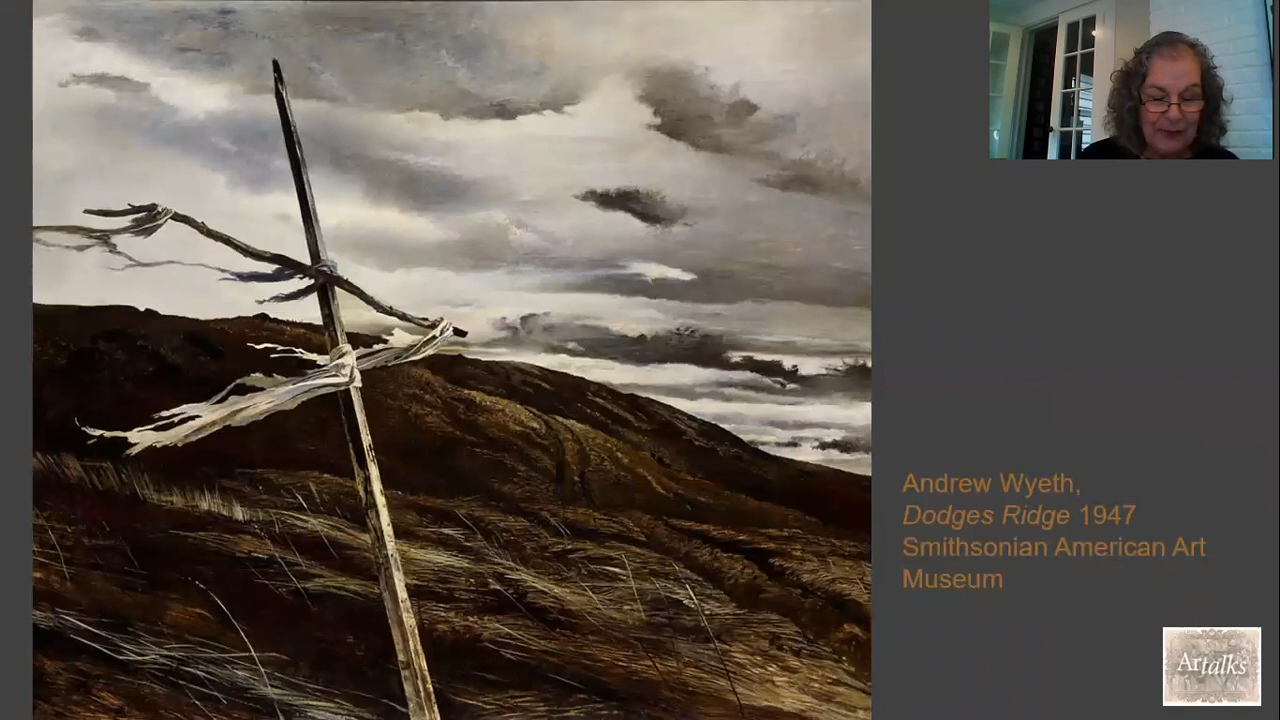 Andrew Wyeth,
Dodges Ridge 1947
Smithsonian American Art
Museum
Artalks